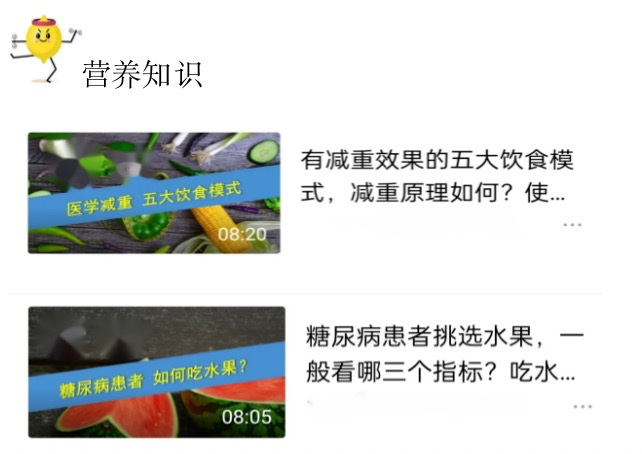 营养知识
医学减重 五大饮食模式
08:20
有减重效果的五大饮食模
式，减重原理如何？使...
...
糖尿病患者 如何吃水果？
08:05
糖尿病患者挑选水果，一
般看哪三个指标？吃水...
...